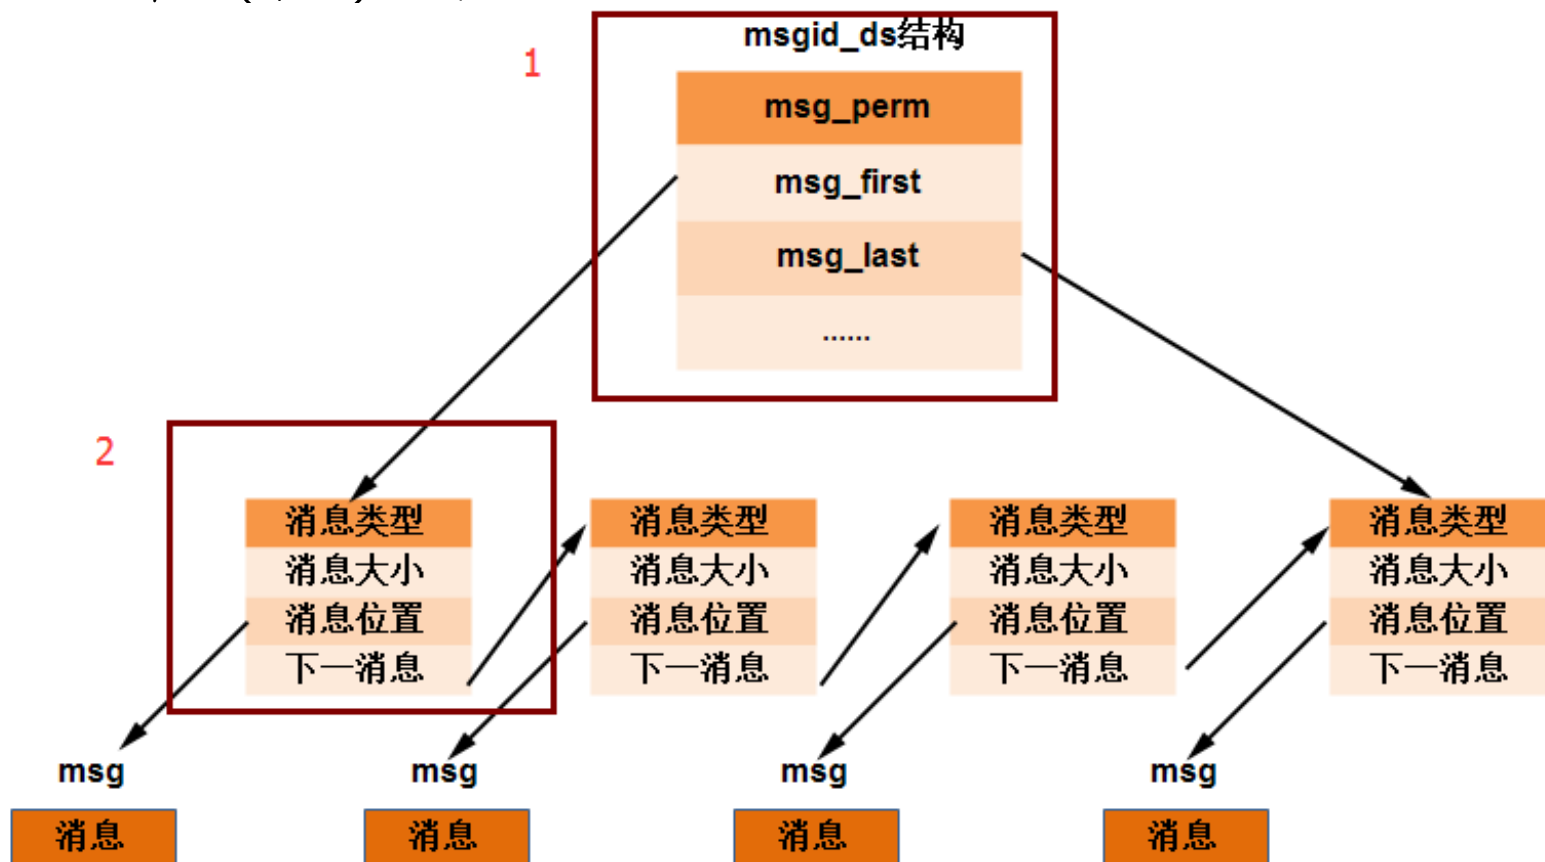 msgid_ds结构
1
msg_perm
msg_first
msg_last
......
2
消息类型 消息类型 消息类型 消息类型
消息大小 消息大小 消息大小 消息大小
消息位置 消息位置 消息位置 消息位置
下一消息 下一消息 下一消息 下一消息
msg msg msg msg
消息 消息 消息 消息